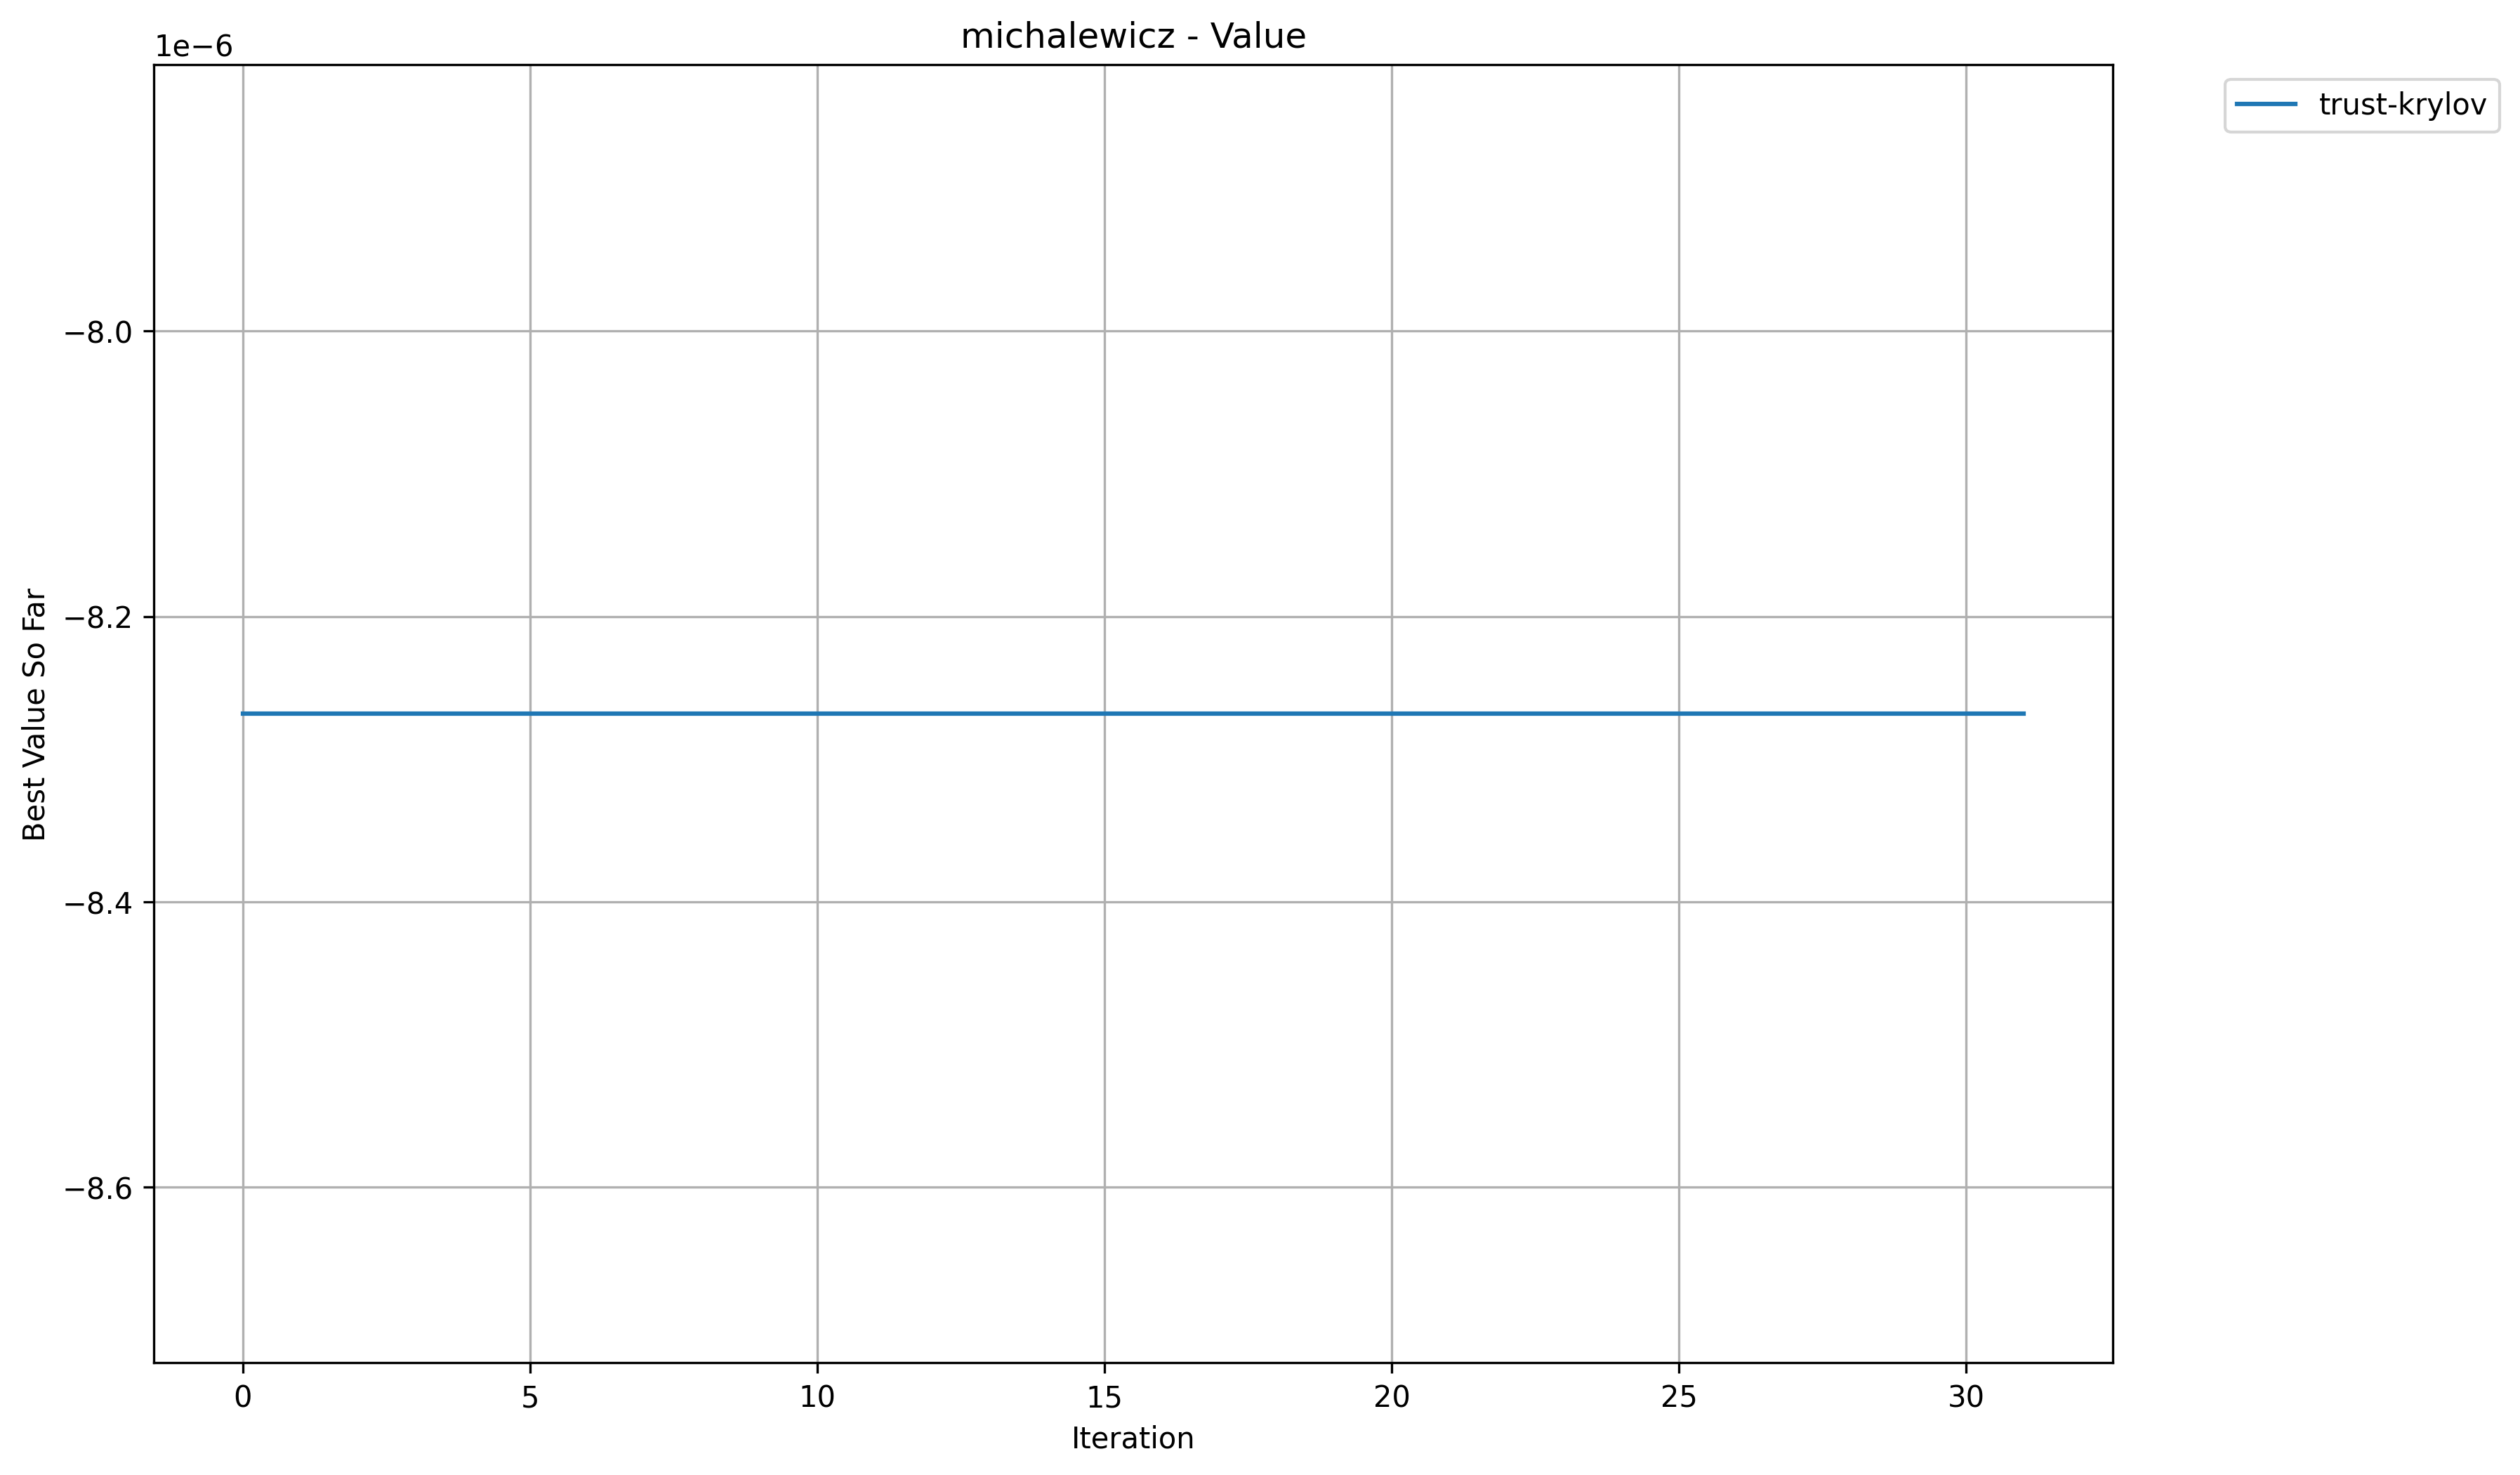 michalewicz - Value
1e−6
trust-krylov
−8.0
−8.2
−8.4
−8.6
Best Value So Far
0 5 10 15 20 25 30
Iteration